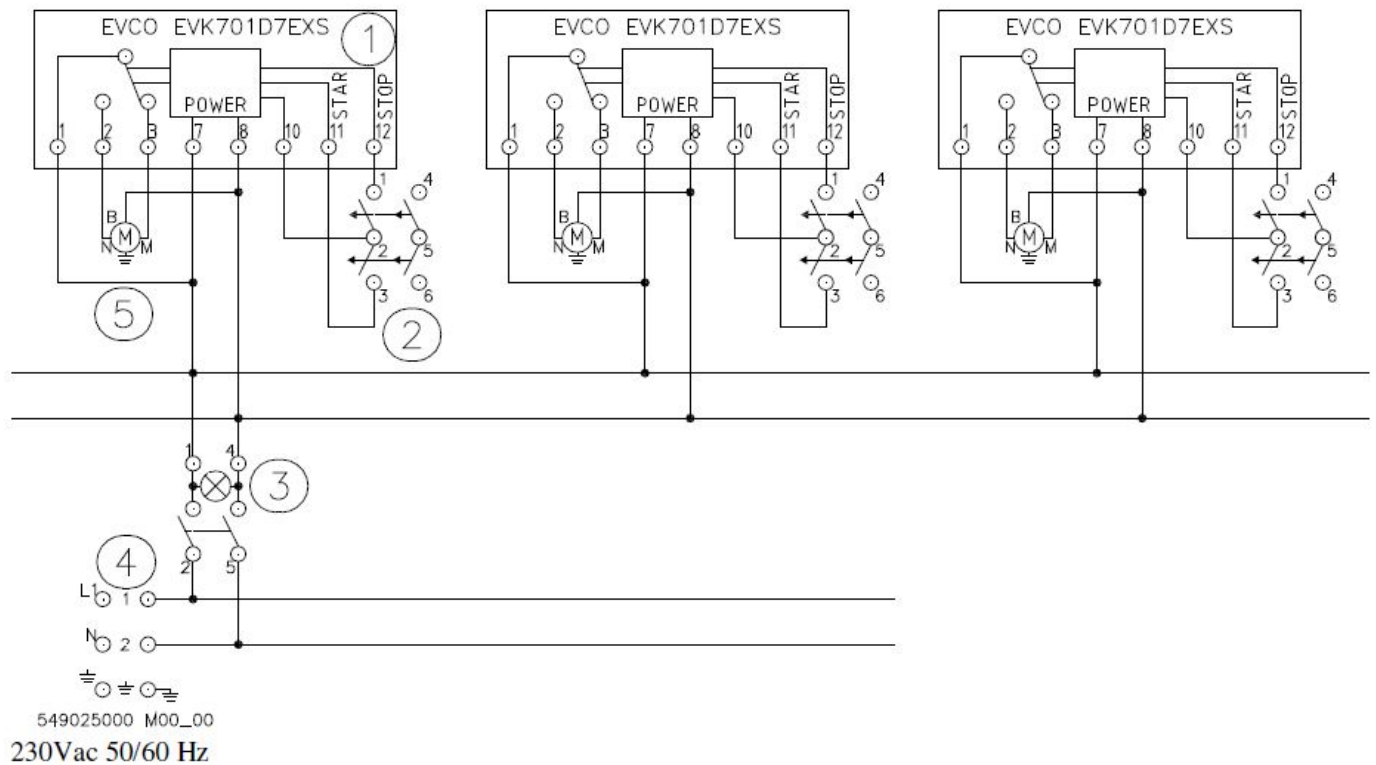 EVCO EVK701D7EXS 1 EVCO EVK701D7EXS EVCO EVK701D7EXS
POWER STAR STOP POWER STAR STOP POWER STAR STOP
1 2 3 7 8 10 11 12 1 2 3 7 8 10 11 12 1 2 3 7 8 10 11 12
1 4 1 4 1 4
B B B
N M M N M M N M M
2 5 2 5 2 5
3 6 3 6 3 6
5 2
1 4
3
4
2 5
L1 1
N 2
549025000 M00_00
230Vac 50/60 Hz